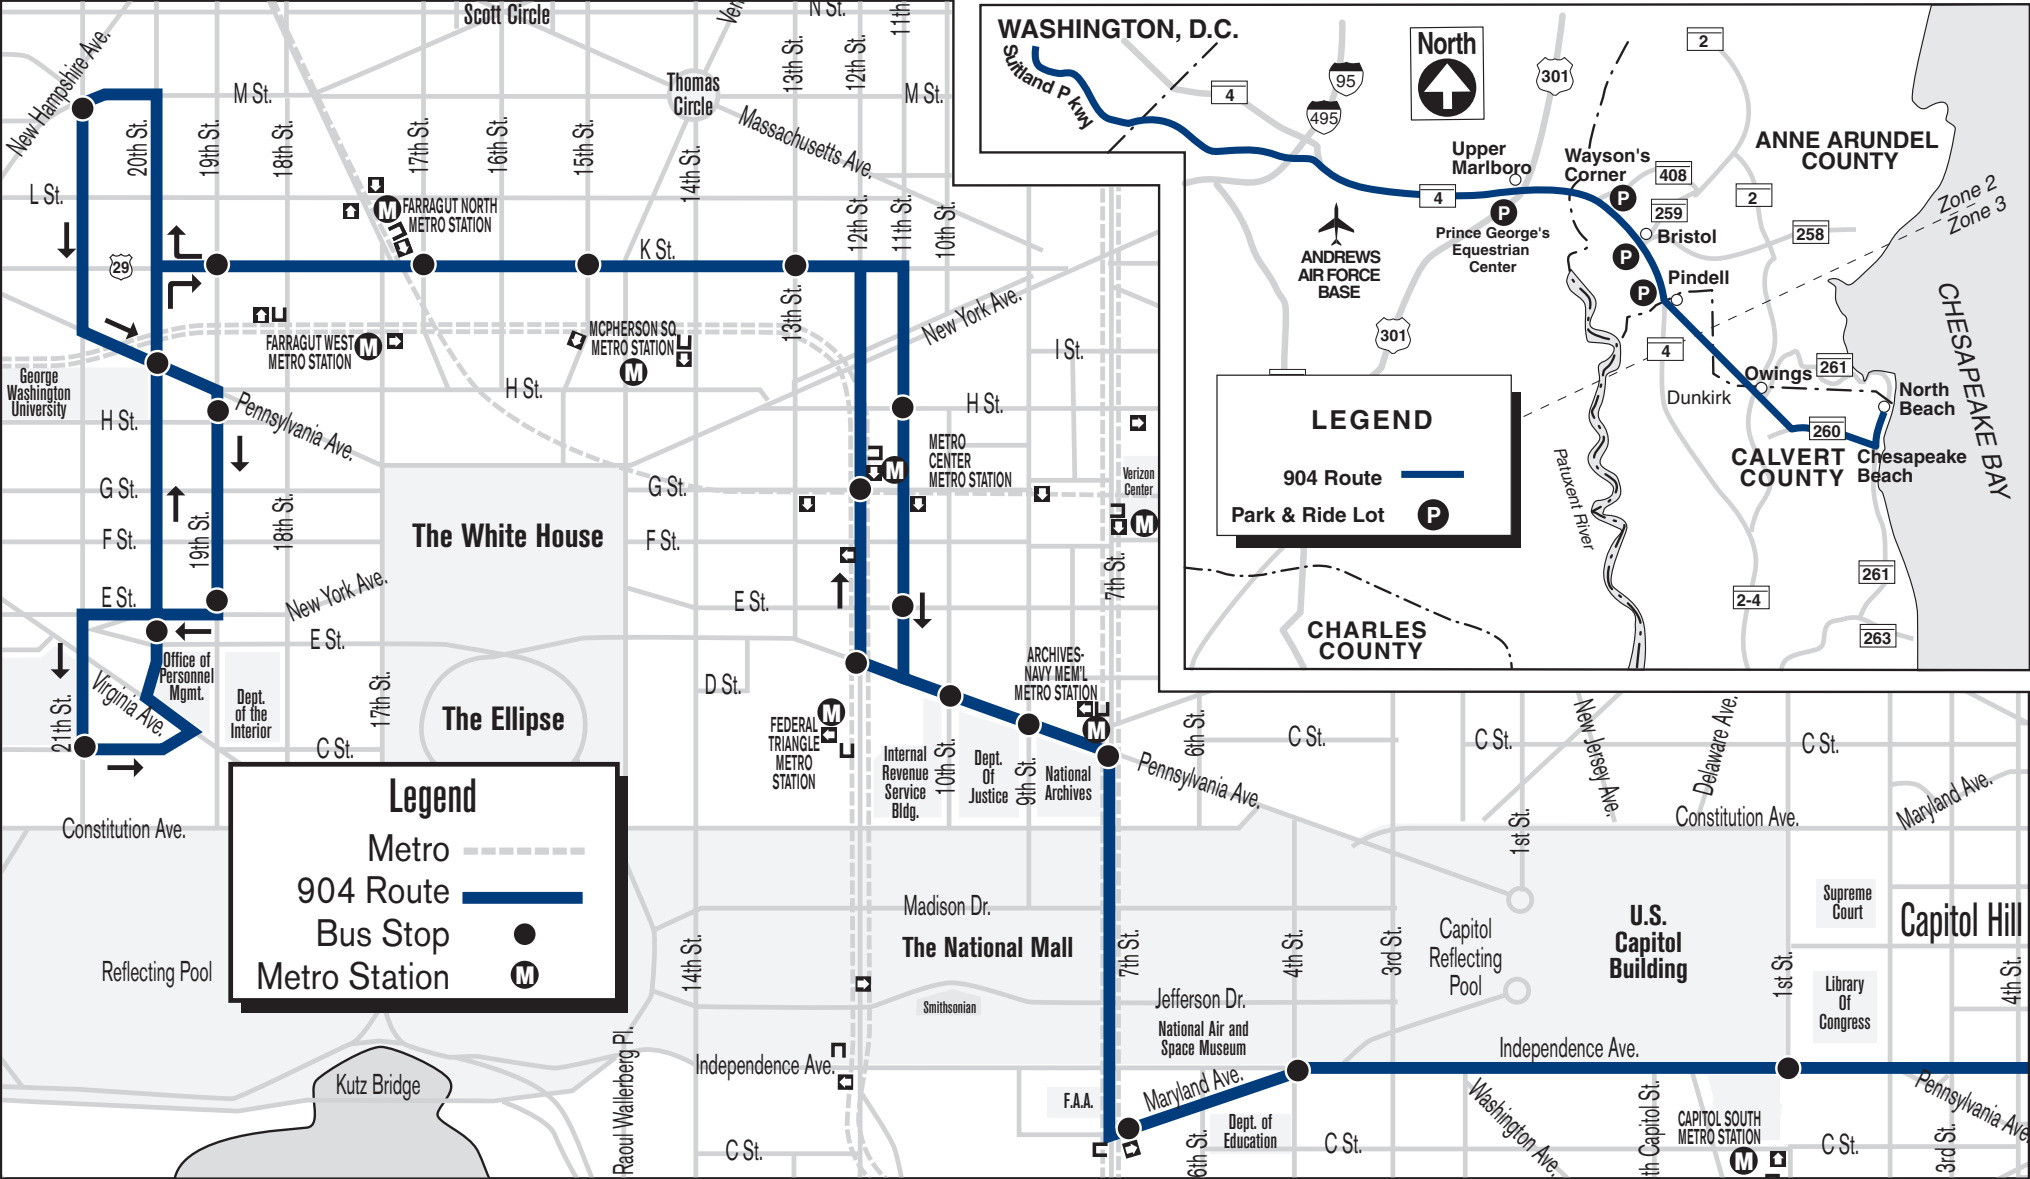 Scott Circle
N St.
11th
New Hampshire Ave.
20th St.
19th St.
18th St.
M St.
17th St.
16th St.
15th St.
Thomas
Circle
14th St.
Massachusetts Ave.
13th St.
12th St.
M St.
L St.
29
M
FARRAGUT NORTH
METRO STATION
K St.
12th St.
11th St.
10th St.
13th St.
New York Ave.
FARRAGUT WEST
METRO STATION
M
MCPHERSON SQ.
METRO STATION
M
I St.
George
Washington
University
H St.
Pennsylvania Ave.
H St.
H St.
METRO
CENTER
METRO STATION
M
Verizon
Center
M
G St.
G St.
19th St.
18th St.
The White House
F St.
F St.
7th St.
E St.
New York Ave.
E St.
E St.
Office of
Personnel
Mgmt.
Virginia Ave.
21st St.
Dept.
of the
Interior
17th St.
The Ellipse
D St.
C St.
ARCHIVES-
NAVY MEM'L
METRO STATION
M
FEDERAL
TRIANGLE
METRO
STATION
M
Internal
Revenue
Service
Bldg.
10th St.
Dept.
Of
Justice
9th St.
National
Archives
Pennsylvania Ave.
6th St.
C St.
C St.
New Jersey Ave.
Delaware Ave.
C St.
Maryland Ave.
Constitution Ave.
Constitution Ave.
1st St.
Legend
Metro
904 Route
Bus Stop
Metro Station
M
Reflecting Pool
Kutz Bridge
Raoul Wallerberg Pl.
14th St.
Madison Dr.
The National Mall
Smithsonian
7th St.
4th St.
3rd St.
Jefferson Dr.
National Air and
Space Museum
Independence Ave.
Capitol
Reflecting
Pool
U.S.
Capitol
Building
Supreme
Court
Capitol Hill
1st St.
Library
Of
Congress
4th St.
Independence Ave.
F.A.A.
Maryland Ave.
Dept. of
Education
6th St.
C St.
C St.
Washington Ave.
th Capitol St.
CAPITOL SOUTH
METRO STATION
M
C St.
3rd St.
Pennsylvania Ave.
WASHINGTON, D.C.
Suitland Pkwy
4
95
495
North
301
2
ANNE ARUNDEL
COUNTY
Upper
Marlboro
Wayson's
Corner
408
P
4
P
2
259
Zone 2
Zone 3
258
Bristol
Prince George's
Equestrian
Center
P
ANDREWS
AIR FORCE
BASE
P
Pindell
301
4
CHESAPEAKE BAY
Owings
261
Dunkirk
North
Beach
260
CALVERT
COUNTY
Chesapeake
Beach
LEGEND
904 Route
Park & Ride Lot
P
Patuxent River
261
2-4
263
CHARLES
COUNTY